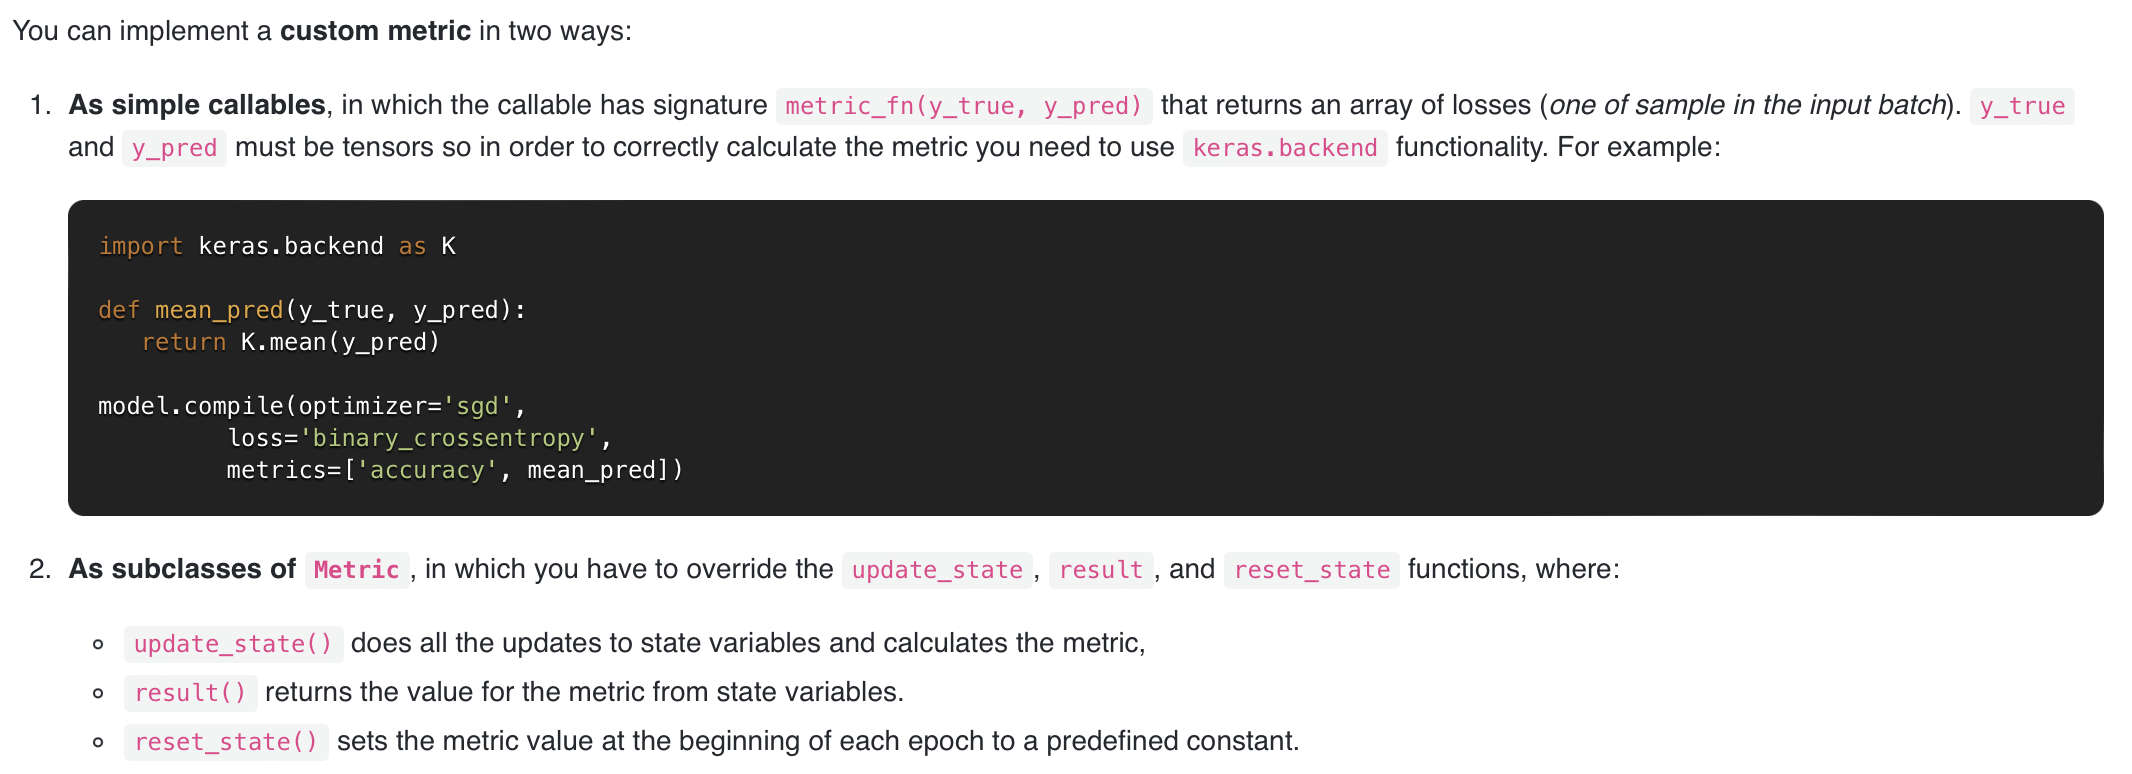 You can implement a custom metric in two ways:
1. As simple callables, in which the callable has signature metric_fn(y_true, y_pred) that returns an array of losses (one of sample in the input batch). y_true
and y_pred must be tensors so in order to correctly calculate the metric you need to use keras.backend functionality. For example:
import keras.backend as K
def mean_pred(y_true, y_pred):
   return K.mean(y_pred)
model.compile(optimizer='sgd',
         loss='binary_crossentropy',
         metrics=['accuracy', mean_pred])
2. As subclasses of Metric, in which you have to override the update_state, result, and reset_state functions, where:
update_state() does all the updates to state variables and calculates the metric,
result() returns the value for the metric from state variables.
reset_state() sets the metric value at the beginning of each epoch to a predefined constant.